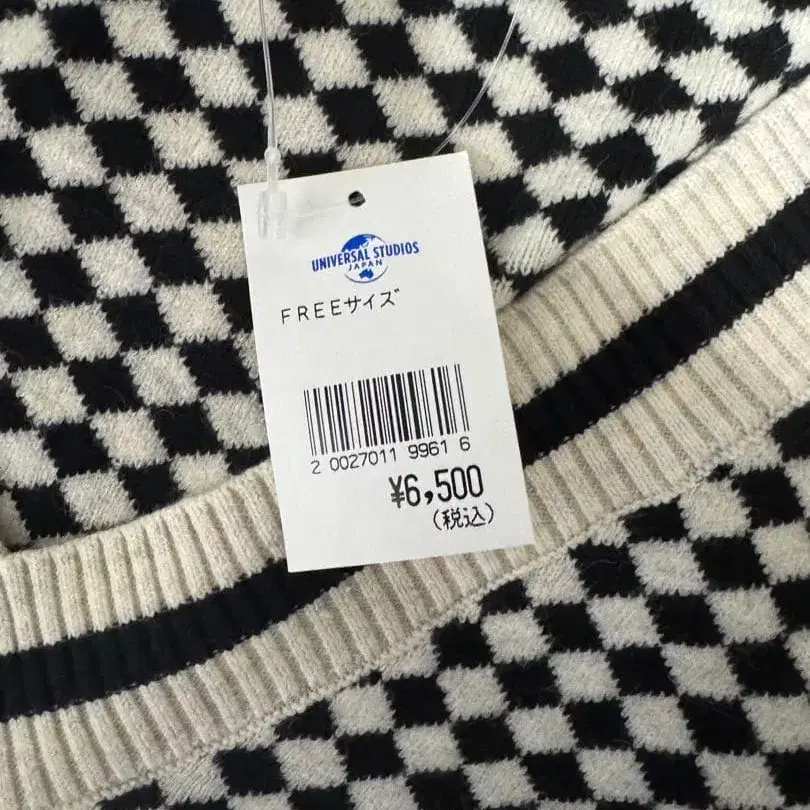 UNIVERSAL STUDIOS
JAPAN
FREEサイズ
2 0027011 9961 6
¥6,500
(税込)